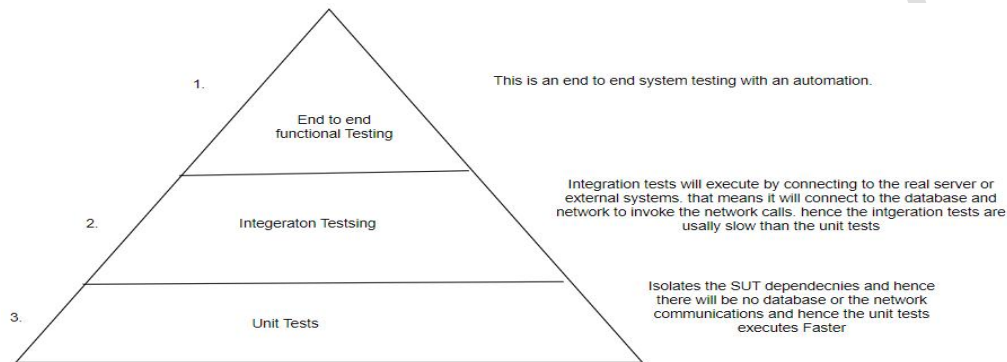 1.
This is an end to end system testing with an automation.
End to end
functional Testing
2.
Integeraton Testsing
Integration tests will execute by connecting to the real server or
external systems. that means it will connect to the database and
network to invoke the network calls. hence the intgeration tests are
usally slow than the unit tests
3.
Unit Tests
Isolates the SUT dependecnies and hence
there will be no database or the network
communications and hence the unit tests
executes Faster